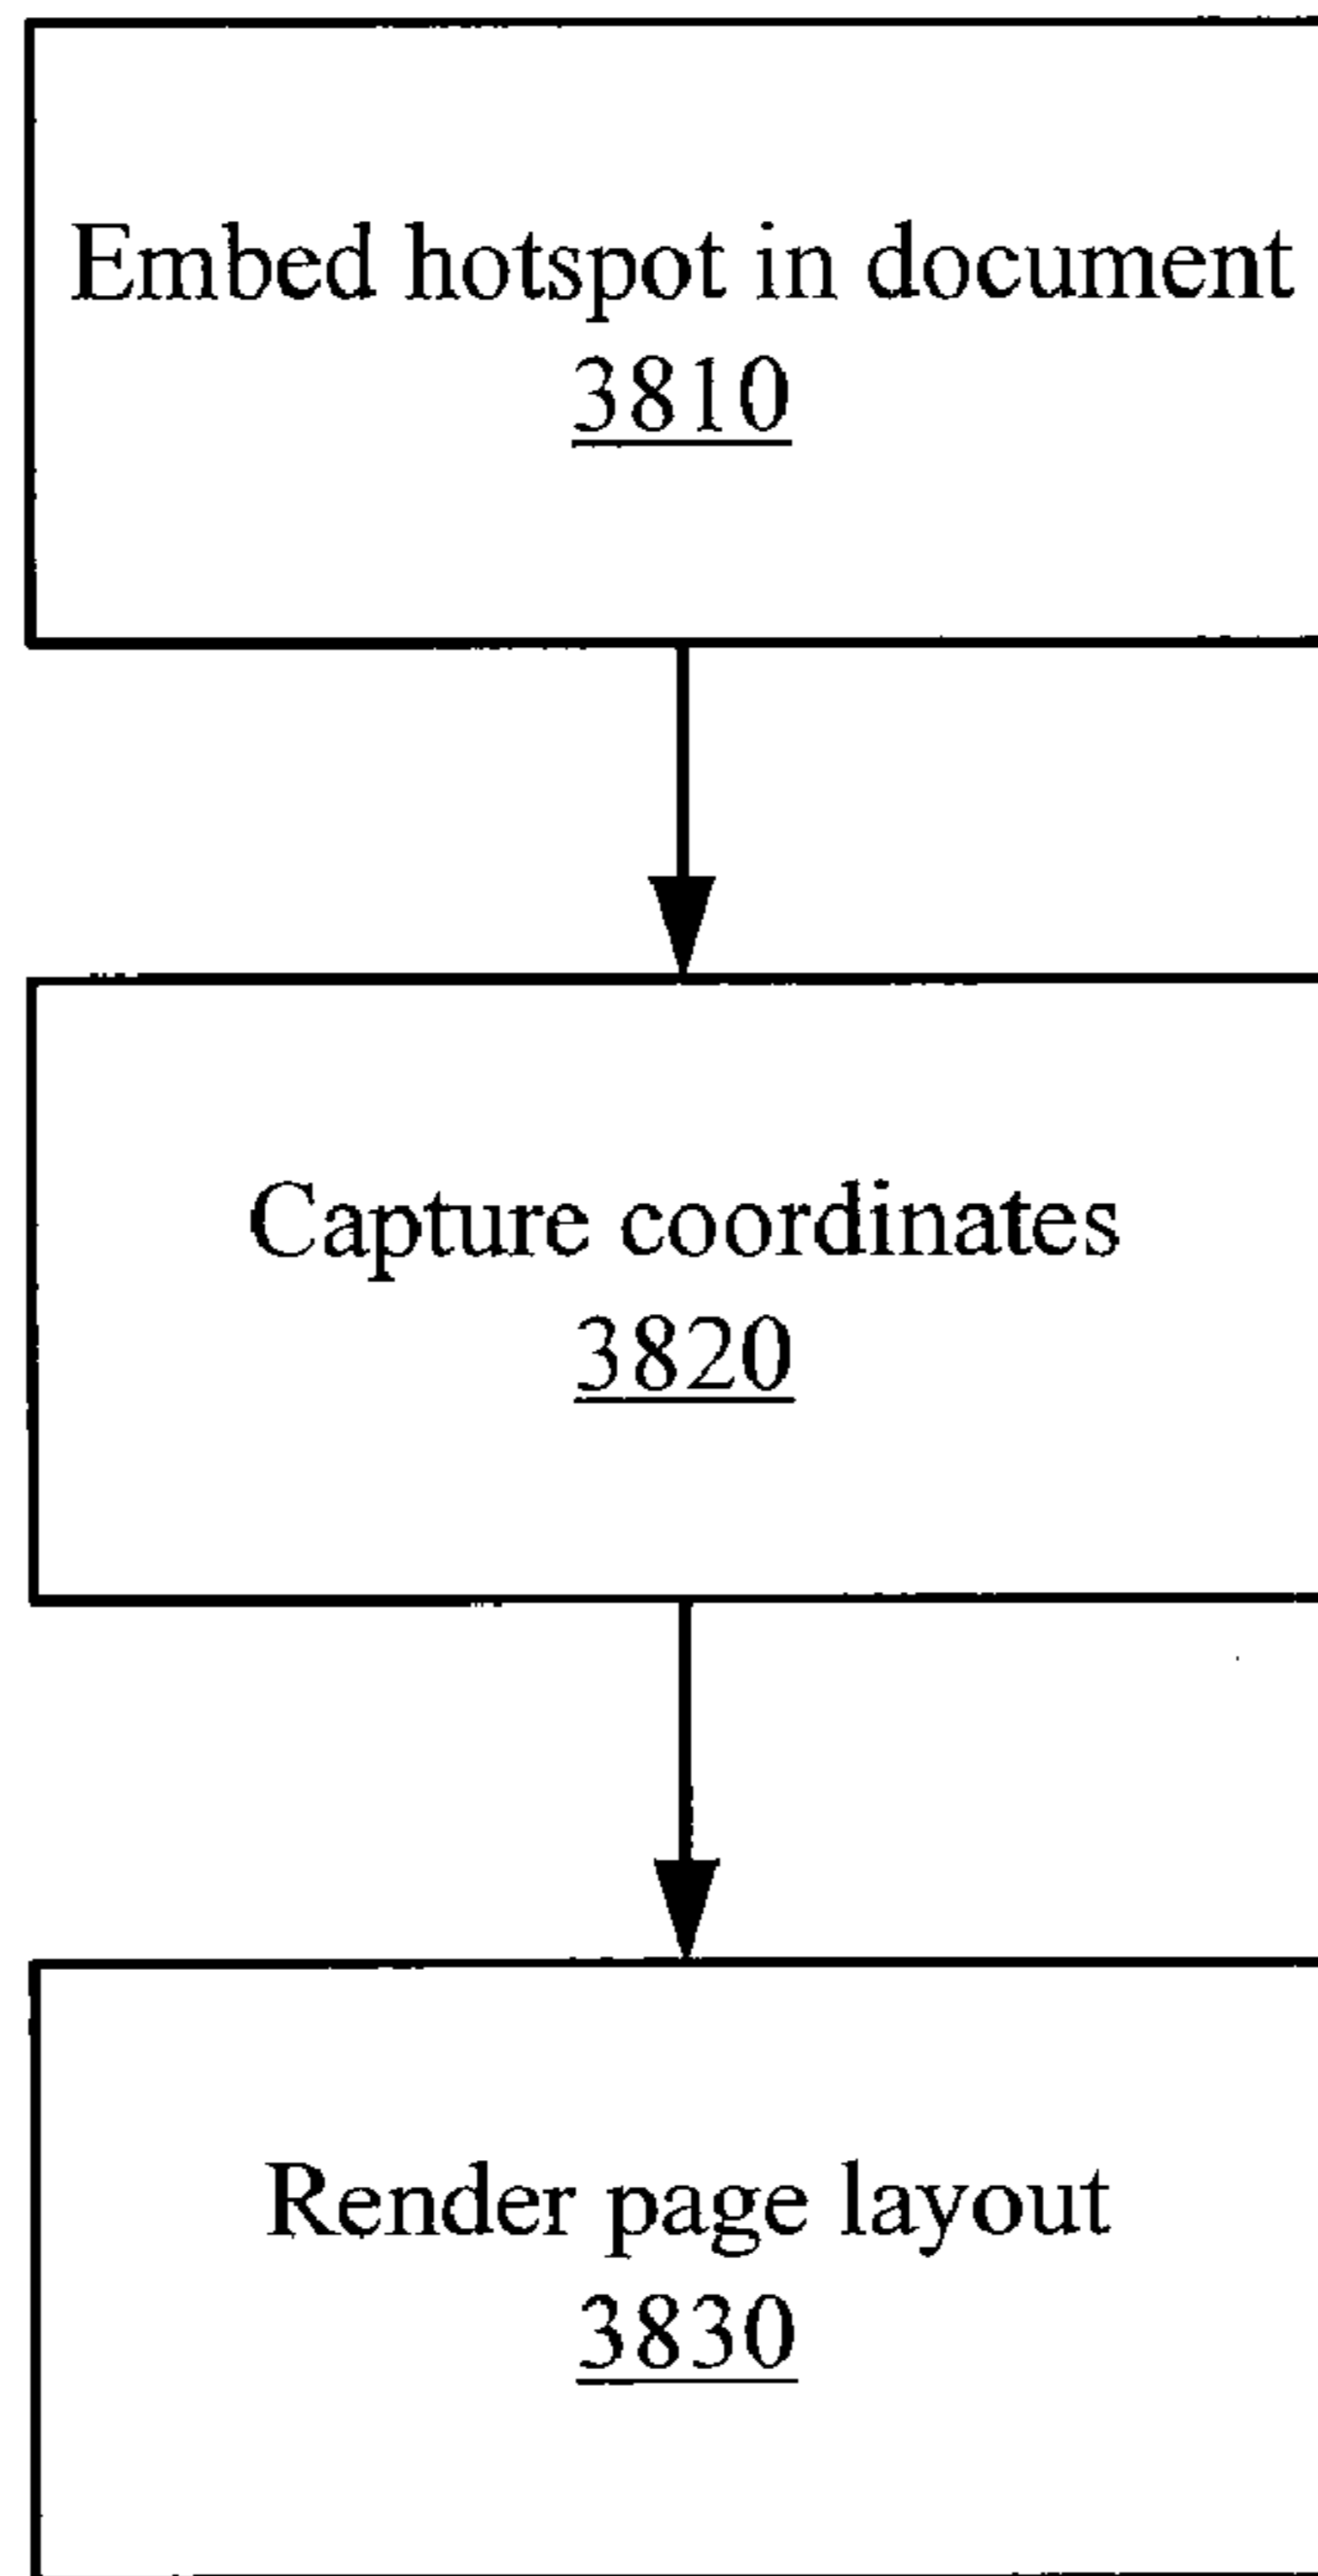 Embed hotspot in document
3810
Capture coordinates
3820
Render page layout
3830